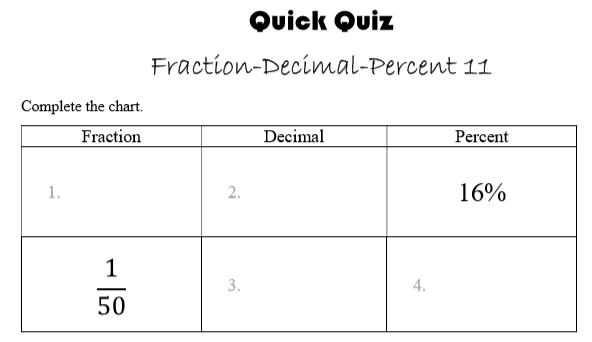 Quick Quiz
Fraction-Decimal-Percent 11
Complete the chart.
Fraction Decimal Percent
1. 2. 16%
1/50 3. 4.